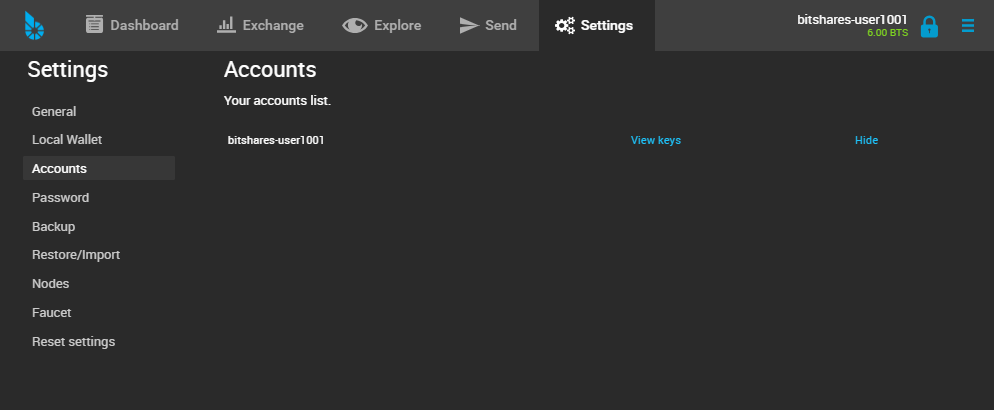 Dashboard
Exchange
Explore
Send
Settings
bitshares-user1001
6.00 BTS
Settings
General
Local Wallet
Accounts
Password
Backup
Restore/Import
Nodes
Faucet
Reset settings
Accounts
Your accounts list.
bitshares-user1001 View keys Hide